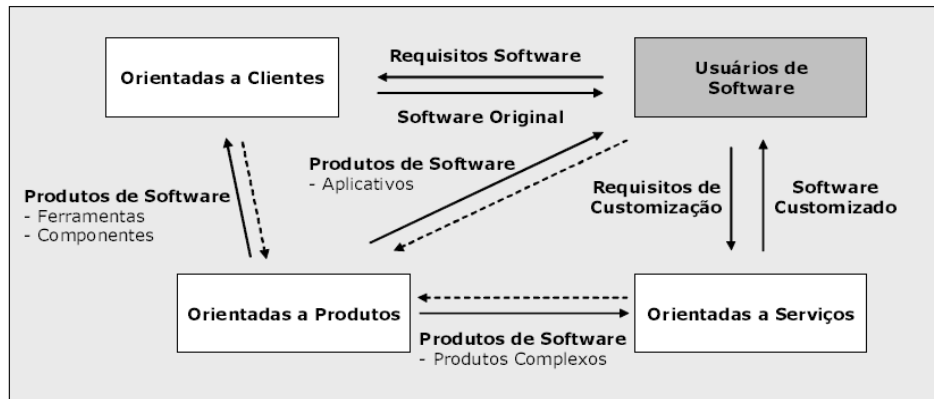 Orientadas a Clientes
Requisitos Software
Software Original
Usuários de
Software
Produtos de Software
- Aplicativos
Produtos de Software
- Ferramentas
- Componentes
Requisitos de
Customização
Software
Customizado
Orientadas a Produtos
Produtos de Software
- Produtos Complexos
Orientadas a Serviços